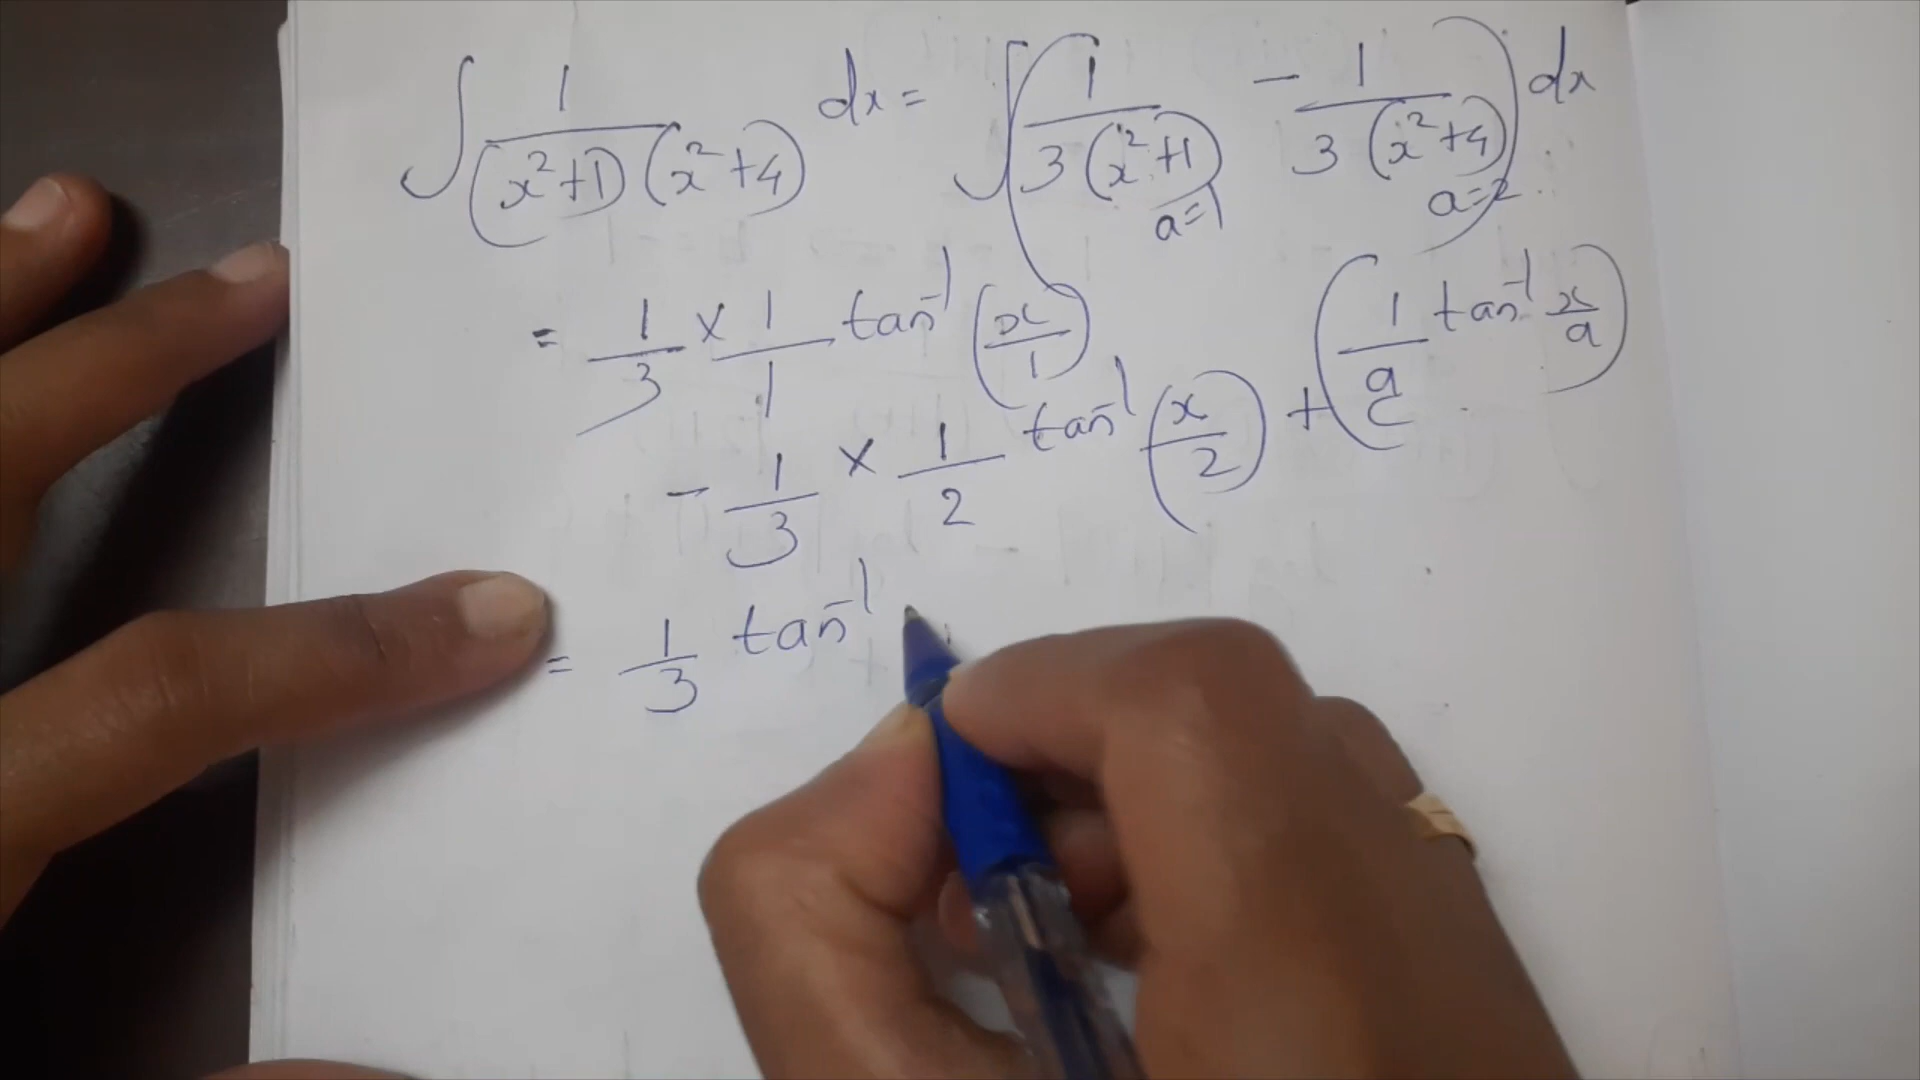 ∫ 1/((x²+1)(x²+4)) dx = ∫ (1/(3(x²+1)) - 1/(3(x²+4))) dx
a=1 a=2
= 1/3 × 1/1 tan⁻¹ (x/1) (1/a tan⁻¹ x/a)
- 1/3 × 1/2 tan⁻¹ (x/2) + c
= 1/3 tan⁻¹